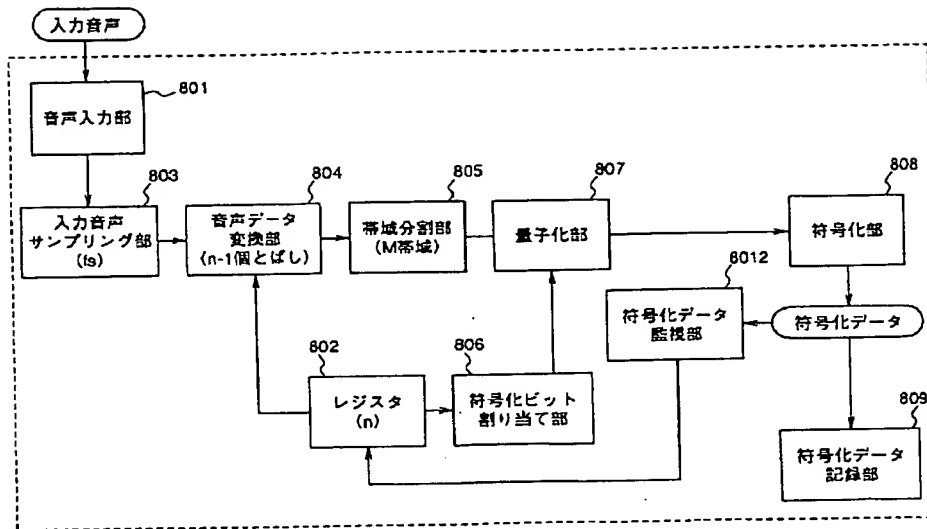 入力音声
801
音声入力部
803
入力音声
サンプリング部
(fs)
804
音声データ
変換部
(n-1個とばし)
805
帯域分割部
(M帯域)
807
量子化部
808
符号化部
8012
符号化データ
監視部
符号化データ
802
レジスタ
(n)
806
符号化ビット
割り当て部
809
符号化データ
記録部